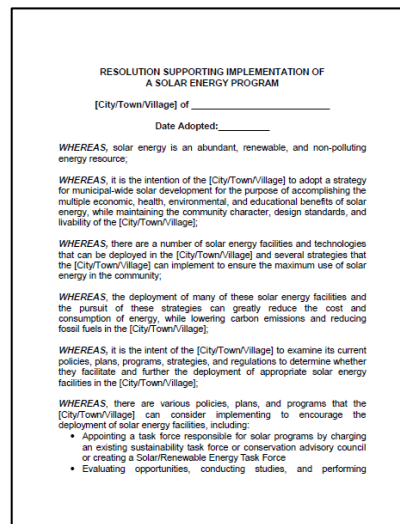 RESOLUTION SUPPORTING IMPLEMENTATION OF
A SOLAR ENERGY PROGRAM
[City/Town/Village] of ____________________________
Date Adopted:__________
WHEREAS, solar energy is an abundant, renewable, and non-polluting
energy resource;
WHEREAS, it is the intention of the [City/Town/Village] to adopt a strategy
for municipal-wide solar development for the purpose of accomplishing the
multiple economic, health, environmental, and educational benefits of solar
energy, while maintaining the community character, design standards, and
livability of the [City/Town/Village];
WHEREAS, there are a number of solar energy facilities and technologies
that can be deployed in the [City/Town/Village] and several strategies that
the [City/Town/Village] can implement to ensure the maximum use of solar
energy in the community;
WHEREAS, the deployment of many of these solar energy facilities and
the pursuit of these strategies can greatly reduce the cost and
consumption of energy, while lowering carbon emissions and reducing
fossil fuels in the [City/Town/Village];
WHEREAS, it is the intent of the [City/Town/Village] to examine its current
policies, plans, programs, strategies, and regulations to determine whether
they facilitate and further the deployment of appropriate solar energy
facilities in the [City/Town/Village];
WHEREAS, there are various policies, plans, and programs that the
[City/Town/Village] can consider implementing to encourage the
deployment of solar energy facilities, including:
• Appointing a task force responsible for solar programs by charging
an existing sustainability task force or conservation advisory council
or creating a Solar/Renewable Energy Task Force
• Evaluating opportunities, conducting studies, and performing